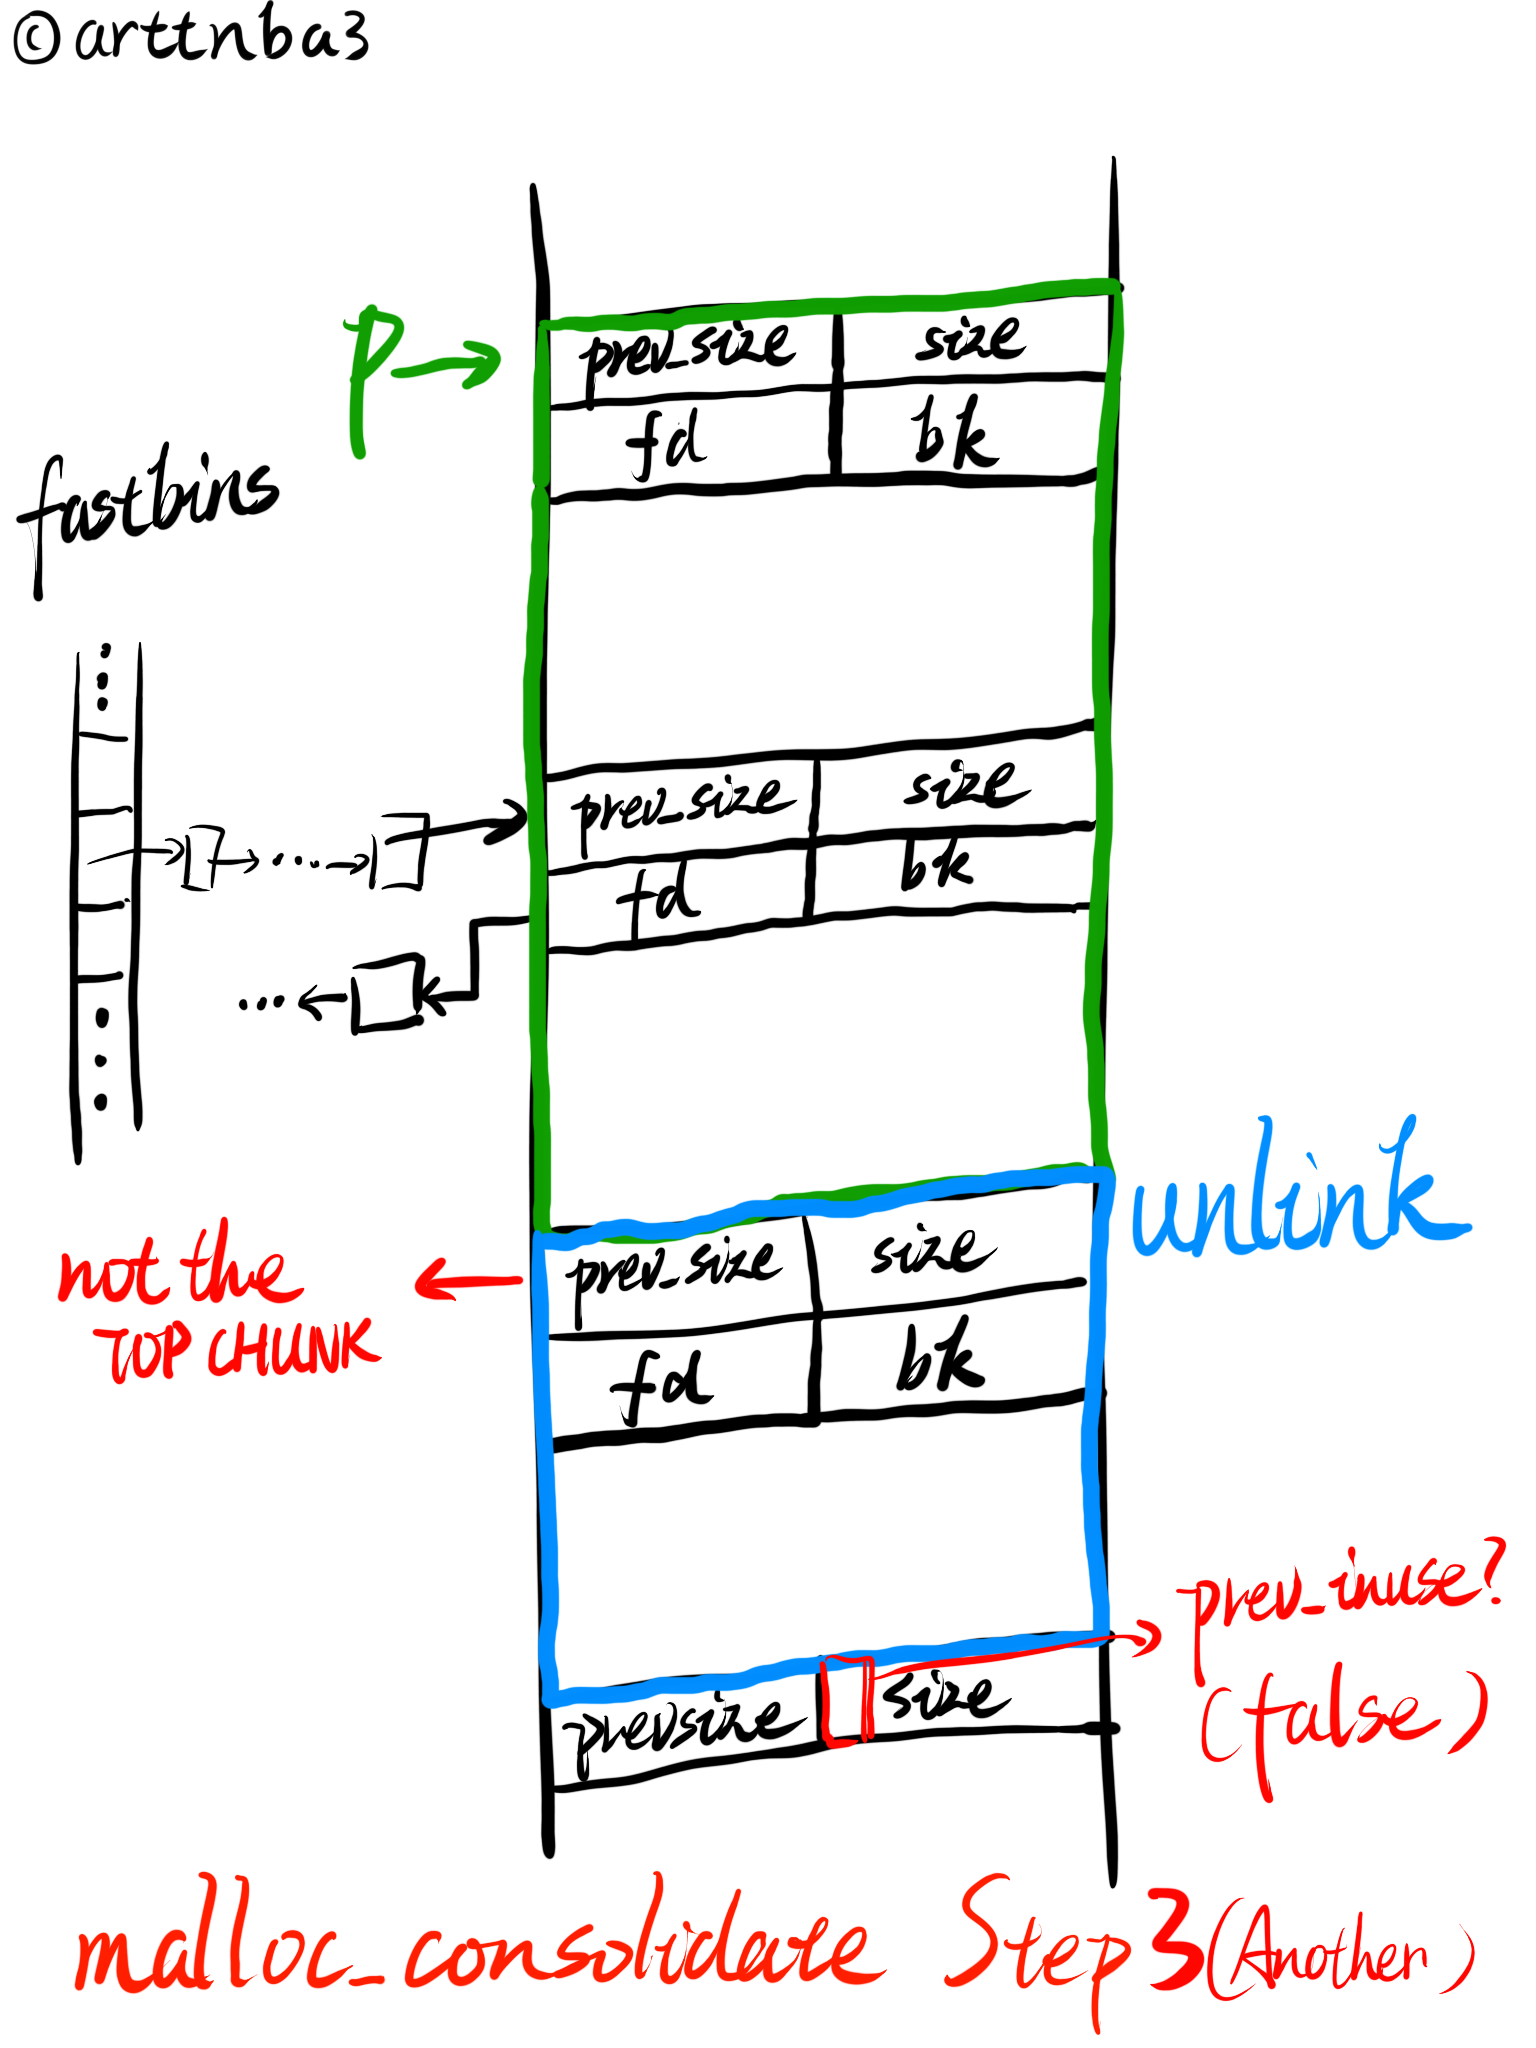 ©arttnba3
P
prev_size size
fd bk
fastbins
prev_size size
fd bk
unlink
not the
TOP CHUNK
prev_size size
fd bk
prev_inuse?
(false)
prevsize size
malloc_consolidate Step3(Another)